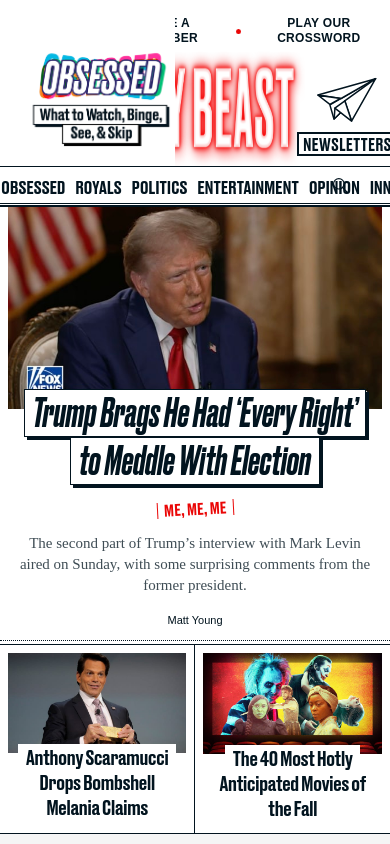 E A
BER
PLAY OUR
CROSSWORD
OBSESSED
What to Watch, Binge,
See, & Skip
Y BEAST
NEWSLETTERS
OBSESSED ROYALS POLITICS ENTERTAINMENT OPINION INN
FOX
NEWS
Trump Brags He Had ‘Every Right’
to Meddle With Election
ME, ME, ME
The second part of Trump’s interview with Mark Levin
aired on Sunday, with some surprising comments from the
former president.
Matt Young
Anthony Scaramucci
Drops Bombshell
Melania Claims
The 40 Most Hotly
Anticipated Movies of
the Fall